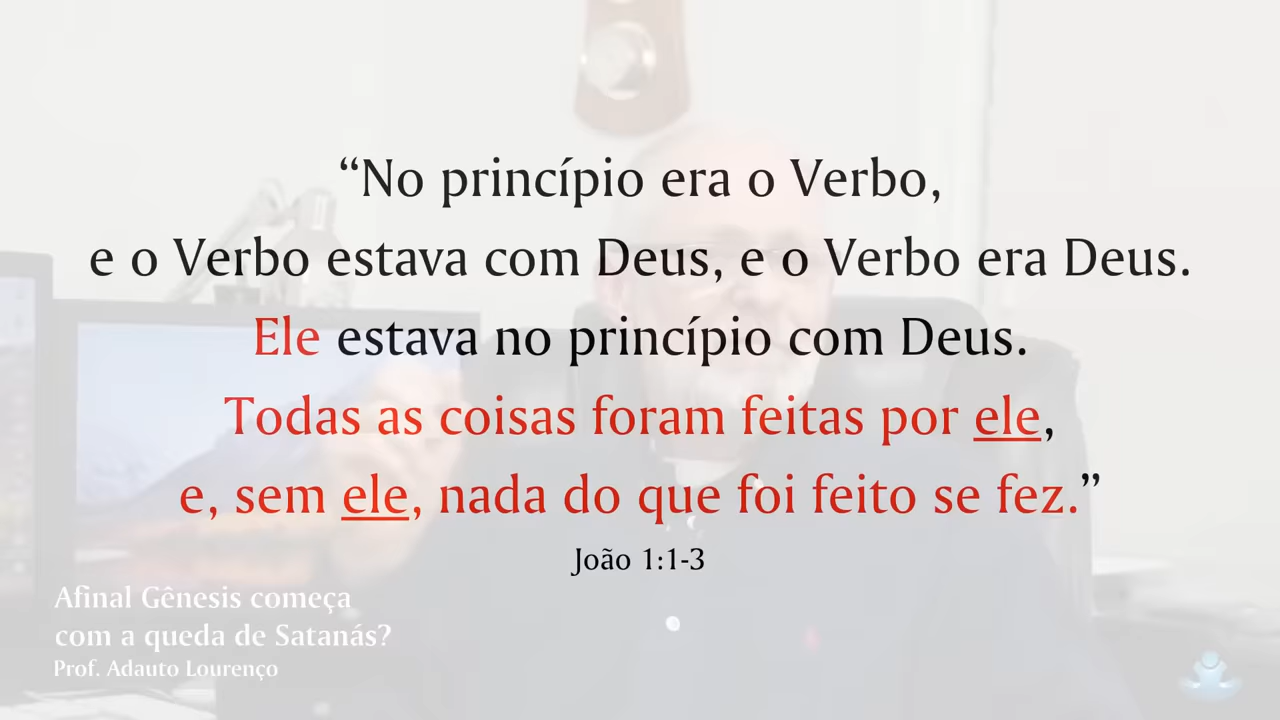 “No princípio era o Verbo,
e o Verbo estava com Deus, e o Verbo era Deus.
Ele estava no princípio com Deus.
Todas as coisas foram feitas por ele,
e, sem ele, nada do que foi feito se fez.”
João 1:1-3
Afinal Gênesis começa
com a queda de Satanás?
Prof. Adauto Lourenço